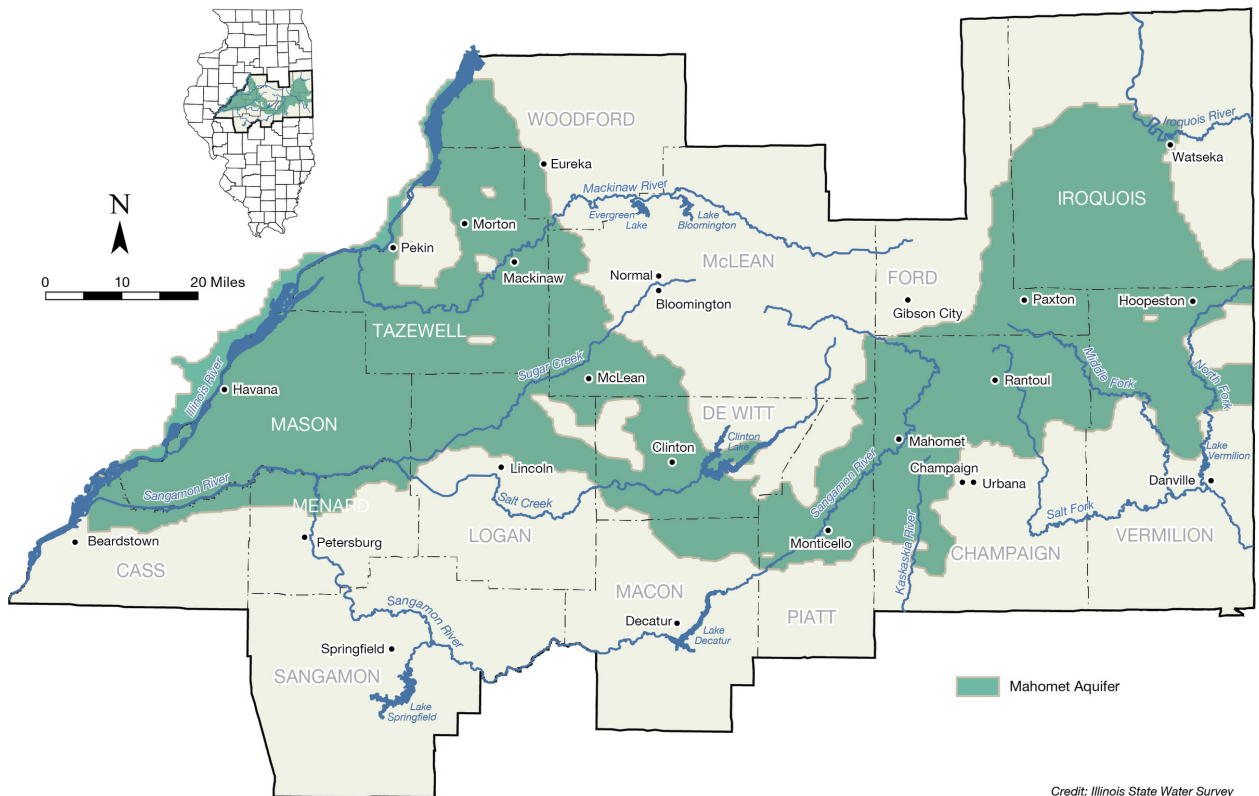 WOODFORD
Eureka
Iroquois River
Watseka
N
Mackinaw River
Evergreen
Lake
Lake
Bloomington
IROQUOIS
Morton
Pekin
Mackinaw
McLEAN
Normal
Bloomington
FORD
Gibson City
Paxton
Hoopeston
0 10 20 Miles
TAZEWELL
Illinois River
Havana
Sugar Creek
McLean
Rantoul
Middle Fork
North Fork
MASON
DE WITT
Clinton
Clinton
Lake
Mahomet
Lake
Vermilion
Lincoln
Champaign
Urbana
Danville
Sangamon River
Salt Creek
Sangamon River
MENARD
Salt Fork
Beardstown
Petersburg
LOGAN
Monticello
Kaskaskia River
CHAMPAIGN
VERMILION
CASS
MACON
PIATT
Sangamon River
Decatur
Lake
Decatur
Springfield
SANGAMON
Lake
Springfield
Mahomet Aquifer
Credit: Illinois State Water Survey